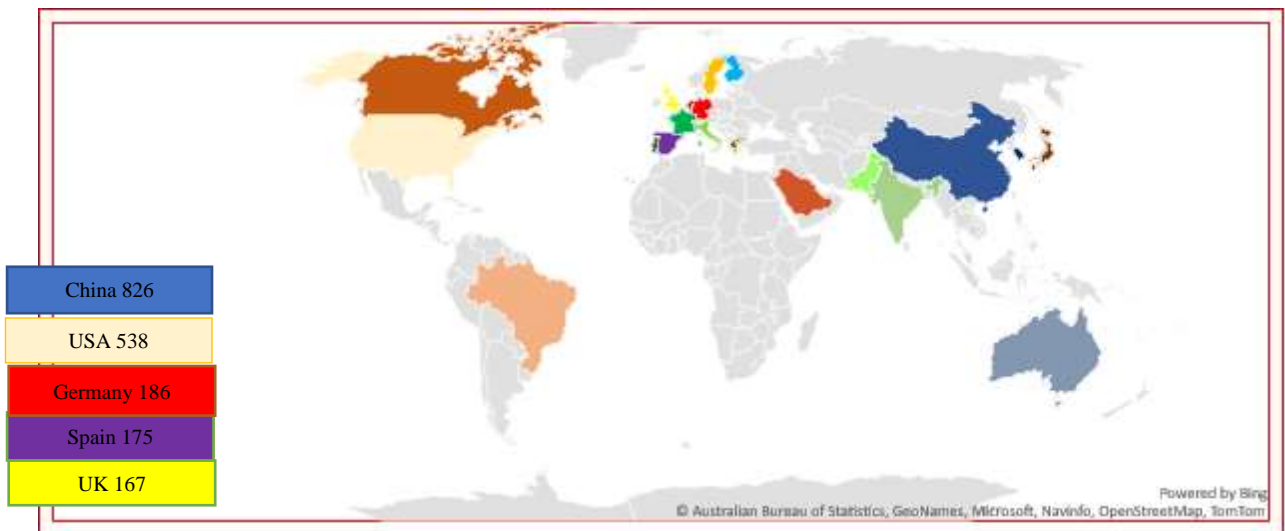 China 826
USA 538
Germany 186
Spain 175
UK 167
Powered by Bing
© Australian Bureau of Statistics, GeoNames, Microsoft, Navinfo, OpenStreetMap, TomTom